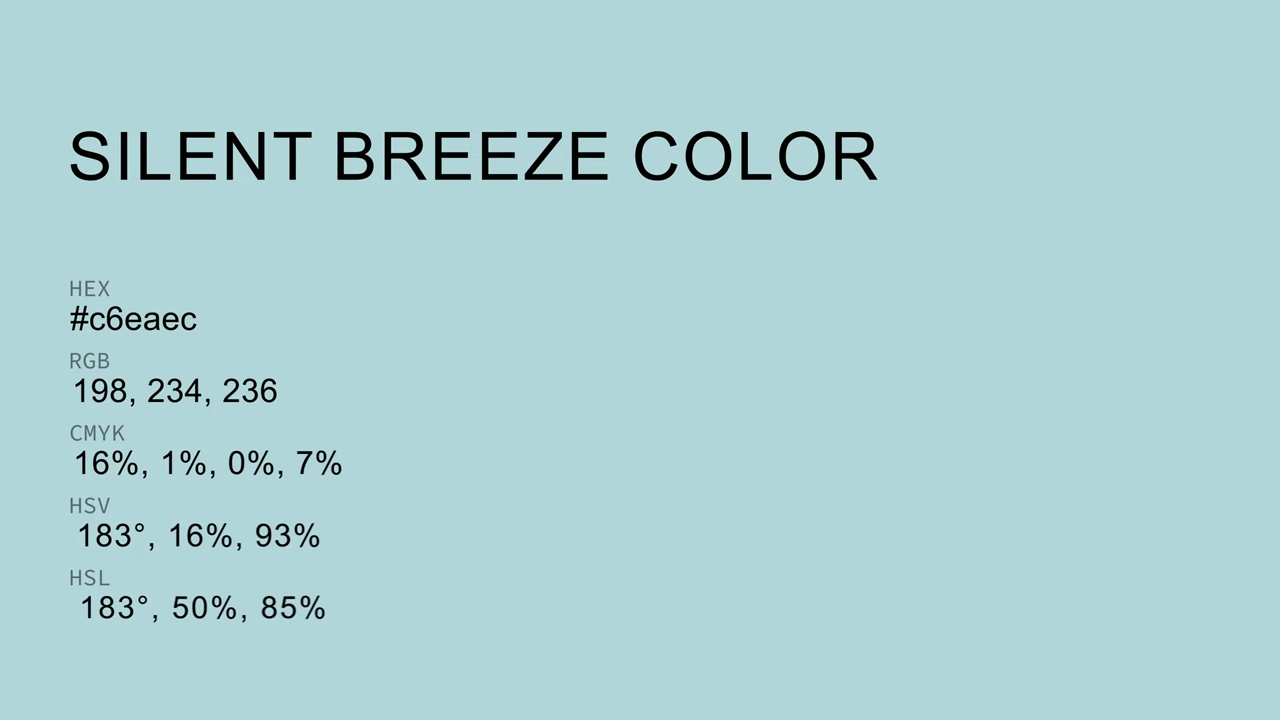 SILENT BREEZE COLOR
HEX
#c6eaec
RGB
198, 234, 236
CMYK
16%, 1%, 0%, 7%
HSV
183°, 16%, 93%
HSL
183°, 50%, 85%